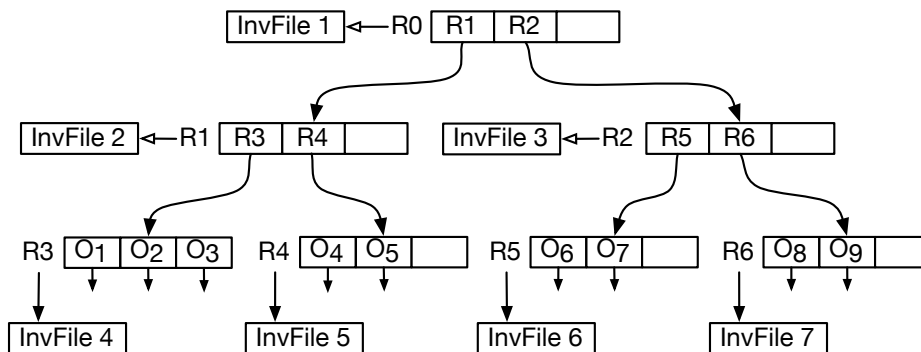 InvFile 1 R0 R1 R2
InvFile 2 R1 R3 R4 InvFile 3 R2 R5 R6
R3 O1 O2 O3 R4 O4 O5 R5 O6 O7 R6 O8 O9
InvFile 4 InvFile 5 InvFile 6 InvFile 7